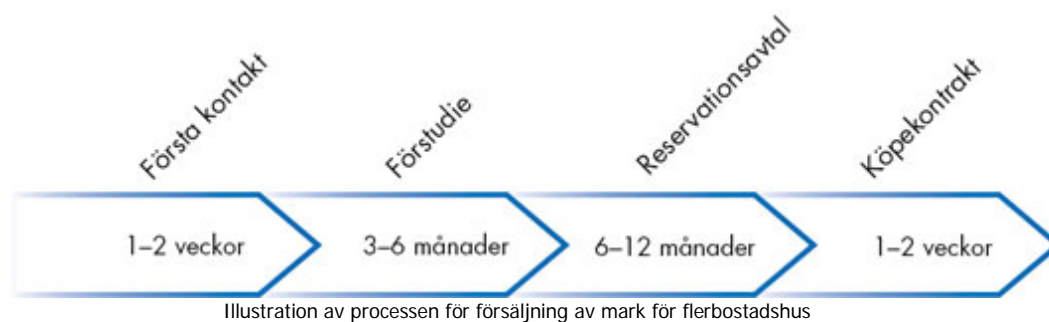 Första kontakt
Förstudie
Reservationsavtal
Köpekontrakt
1–2 veckor
3–6 månader
6–12 månader
1–2 veckor
Illustration av processen för försäljning av mark för flerbostadshus